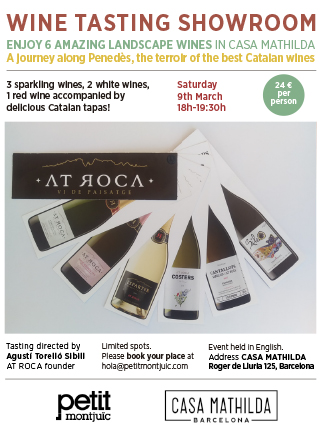 WINE TASTING SHOWROOM
ENJOY 6 AMAZING LANDSCAPE WINES IN CASA MATHILDA
A journey along Penedès, the terroir of the best Catalan wines
3 sparkling wines, 2 white wines,
1 red wine accompanied by
delicious Catalan tapas!
Saturday
9th March
18h-19:30h
24 €
per
person
AT ROCA
VI DE PAISATGE
AT ROCA
AT ROCA
ESPARTER
COSTERS
Tasting directed by
Agustí Torelló Sibill
AT ROCA founder
Limited spots.
Please book your place at
hola@petitmontjuic.com
Event held in English.
Address CASA MATHILDA
Roger de Lluria 125, Barcelona
petit
montjuïc
CASA MATHILDA
BARCELONA